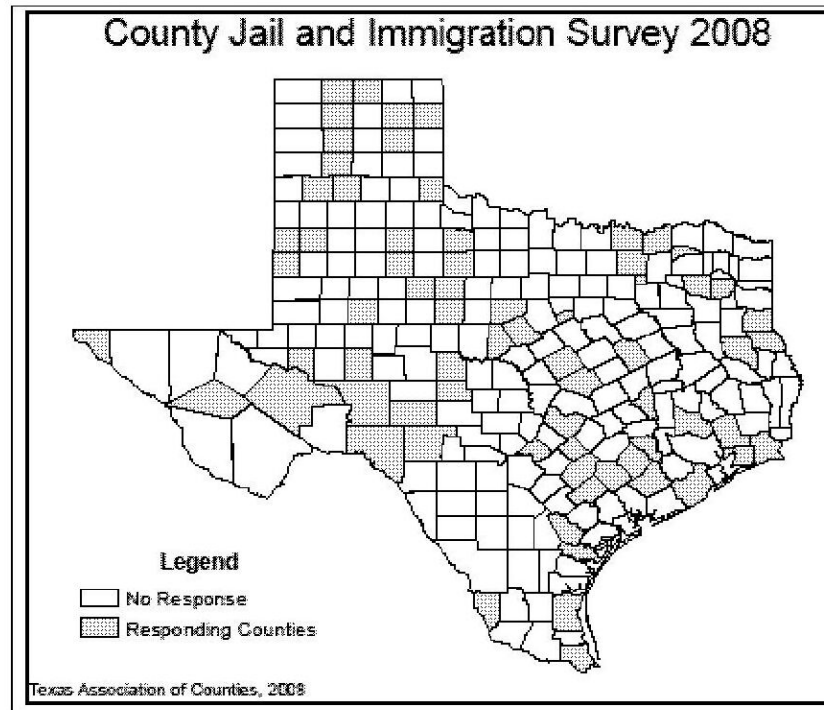 County Jail and Immigration Survey 2008
Legend
No Response
Responding Counties
Texas Association of Counties, 2008